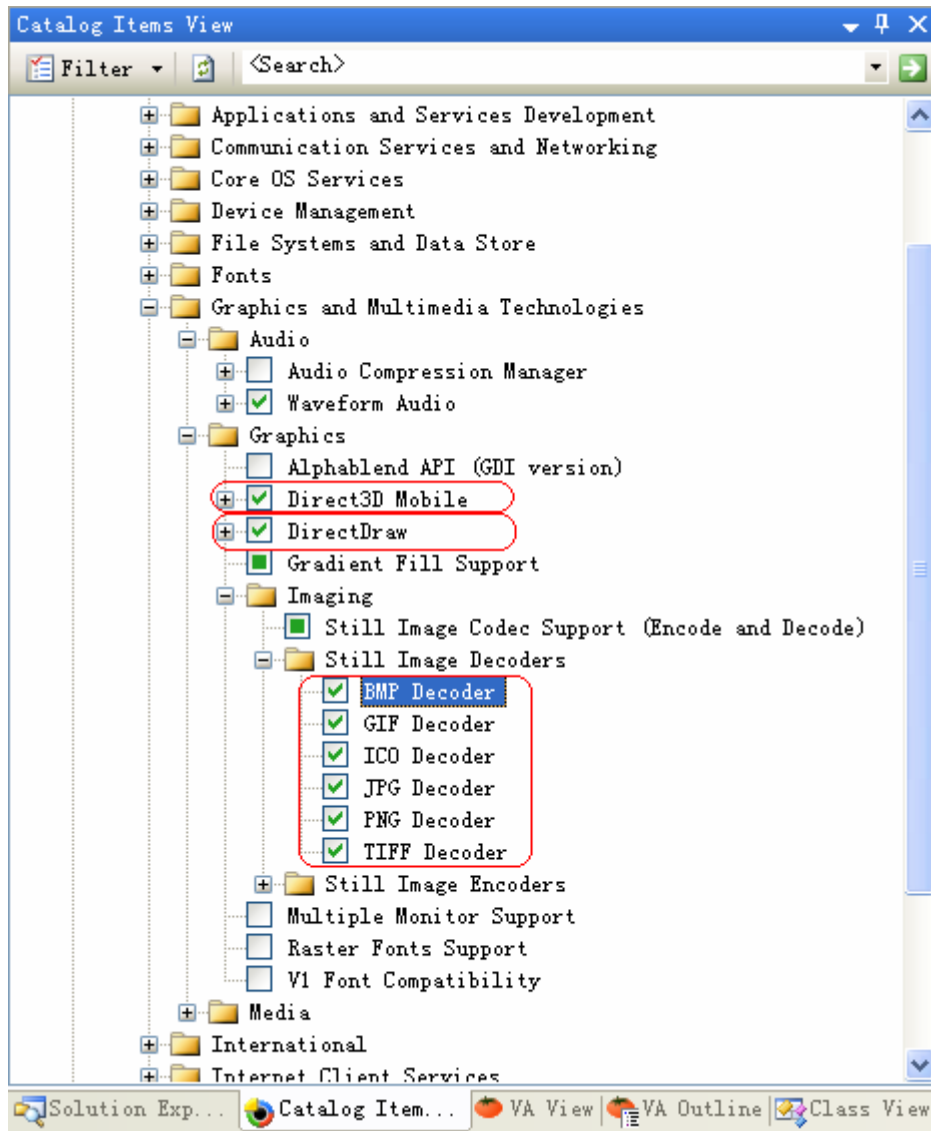 Catalog Items View
Filter <Search>
Applications and Services Development
Communication Services and Networking
Core OS Services
Device Management
File Systems and Data Store
Fonts
Graphics and Multimedia Technologies
Audio
Audio Compression Manager
Waveform Audio
Graphics
Alphablend API (GDI version)
Direct3D Mobile
DirectDraw
Gradient Fill Support
Imaging
Still Image Codec Support (Encode and Decode)
Still Image Decoders
BMP Decoder
GIF Decoder
ICO Decoder
JPG Decoder
PNG Decoder
TIFF Decoder
Still Image Encoders
Multiple Monitor Support
Raster Fonts Support
V1 Font Compatibility
Media
International
Internet Client Services
Solution Exp... Catalog Item... VA View VA Outline Class View